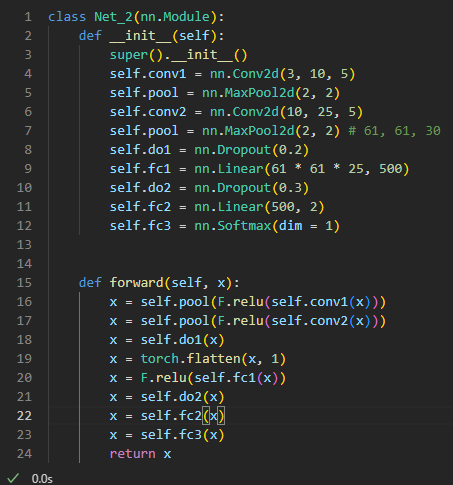 1 class Net_2(nn.Module):
2     def __init__(self):
3         super().__init__()
4         self.conv1 = nn.Conv2d(3, 10, 5)
5         self.pool = nn.MaxPool2d(2, 2)
6         self.conv2 = nn.Conv2d(10, 25, 5)
7         self.pool = nn.MaxPool2d(2, 2) # 61, 61, 30
8         self.do1 = nn.Dropout(0.2)
9         self.fc1 = nn.Linear(61 * 61 * 25, 500)
10         self.do2 = nn.Dropout(0.3)
11         self.fc2 = nn.Linear(500, 2)
12         self.fc3 = nn.Softmax(dim = 1)
13
14
15     def forward(self, x):
16         x = self.pool(F.relu(self.conv1(x)))
17         x = self.pool(F.relu(self.conv2(x)))
18         x = self.do1(x)
19         x = torch.flatten(x, 1)
20         x = F.relu(self.fc1(x))
21         x = self.do2(x)
22         x = self.fc2(x)
23         x = self.fc3(x)
24         return x
0.0s